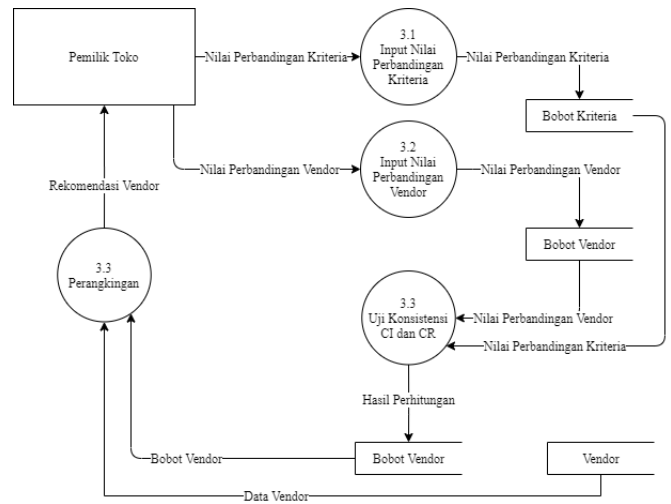 Pemilik Toko
Nilai Perbandingan Kriteria
3.1
Input Nilai
Perbandingan
Kriteria
Nilai Perbandingan Kriteria
Bobot Kriteria
Nilai Perbandingan Vendor
3.2
Input Nilai
Perbandingan
Vendor
Nilai Perbandingan Vendor
Rekomendasi Vendor
Bobot Vendor
3.3
Perangkingan
3.3
Uji Konsistensi
CI dan CR
Nilai Perbandingan Vendor
Nilai Perbandingan Kriteria
Hasil Perhitungan
Bobot Vendor
Bobot Vendor
Vendor
Data Vendor